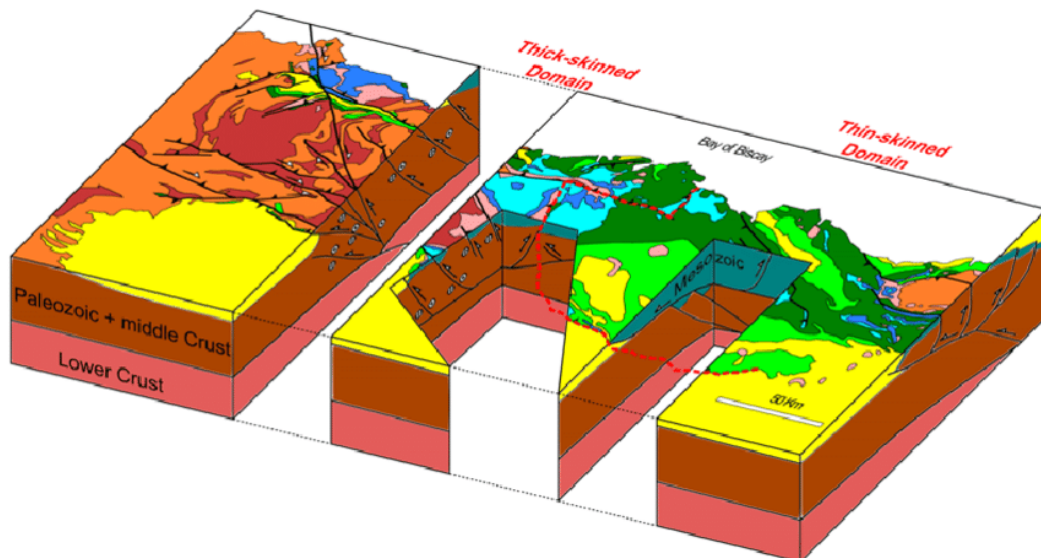 Thick-skinned
Domain
Thin-skinned
Domain
Bay of Biscay
Mesozoic
Paleozoic + middle Crust
Lower Crust
50 Km